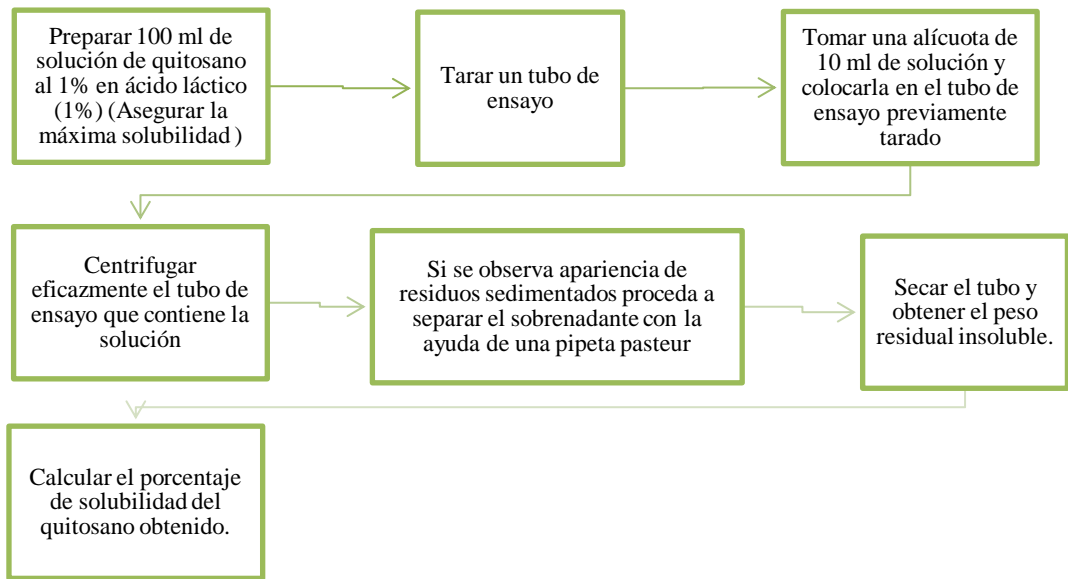 Preparar 100 ml de
solución de quitosano
al 1% en ácido láctico
(1%) (Asegurar la
máxima solubilidad )
Tarar un tubo de
ensayo
Tomar una alícuota de
10 ml de solución y
colocarla en el tubo de
ensayo previamente
tarado
Centrifugar
eficazmente el tubo de
ensayo que contiene la
solución
Si se observa apariencia de
residuos sedimentados proceda a
separar el sobrenadante con la
ayuda de una pipeta pasteur
Secar el tubo y
obtener el peso
residual insoluble.
Calcular el porcentaje
de solubilidad del
quitosano obtenido.